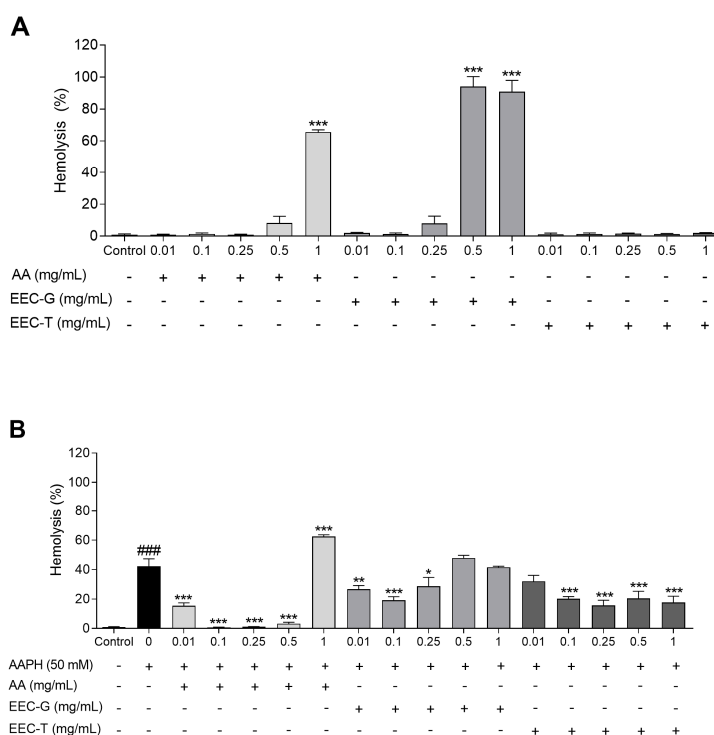 A
Hemolysis (%)
120
100
80
60
40
20
0
***
*** ***
Control 0.01 0.1 0.25 0.5 1 0.01 0.1 0.25 0.5 1 0.01 0.1 0.25 0.5 1
AA (mg/mL) - + + + + + - - - - - - - - - -
EEC-G (mg/mL) - - - - - - + + + + + - - - - -
EEC-T (mg/mL) - - - - - - - - - - - + + + + +
B
Hemolysis (%)
120
100
80
60
40
20
0
### *** *** *** *** *** ** *** * *** *** *** ***
Control 0 0.01 0.1 0.25 0.5 1 0.01 0.1 0.25 0.5 1 0.01 0.1 0.25 0.5 1
AAPH (50 mM) - + + + + + + + + + + + + + + + +
AA (mg/mL) - - + + + + + - - - - - - - - - -
EEC-G (mg/mL) - - - - - - - + + + + + - - - - -
EEC-T (mg/mL) - - - - - - - - - - - - + + + + +